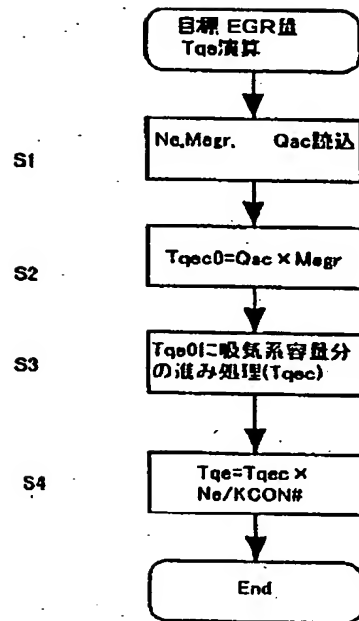 目標 EGR量
Tqe演算
S1
Ne,Megr. Qac読込
S2
Tqec0=Qac × Megr
S3
Tqe0に吸気系容量分
の進み処理(Tqec)
S4
Tqe=Tqec ×
Ne/KCON#
End